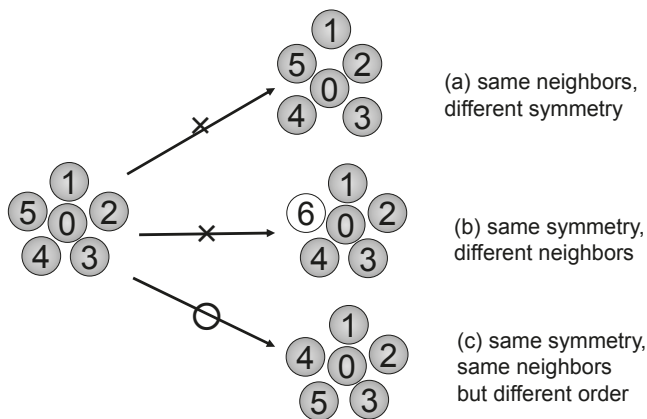 1
5 2
0
4 3
(a) same neighbors,
different symmetry
1
5 0 2
4 3
1
6 0 2
4 3
(b) same symmetry,
different neighbors
1
4 0 2
5 3
(c) same symmetry,
same neighbors
but different order